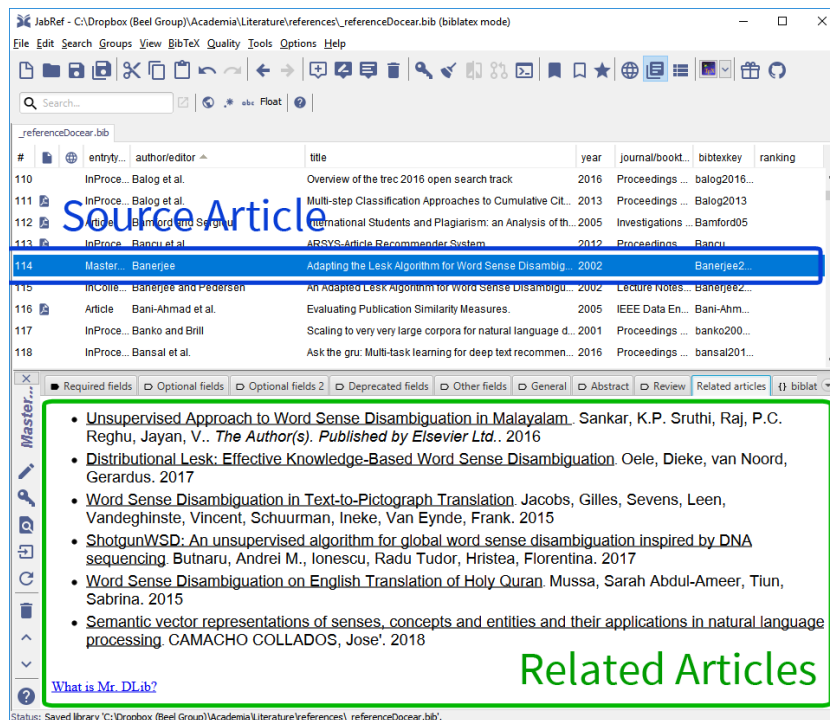 JabRef - C:\Dropbox (Beel Group)\Academia\Literature\references\_referenceDocear.bib (biblatex mode)
File Edit Search Groups View BibTeX Quality Tools Options Help
Search... abc Float
_referenceDocear.bib
# entryty... author/editor title year journal/bookt... bibtexkey ranking
110 InProce... Balog et al. Overview of the trec 2016 open search track 2016 Proceedings ... balog2016...
111 InProce... Balog et al. Multi-step Classification Approaches to Cumulative Cit... 2013 Proceedings ... Balog2013
Source Article
112 Article Bamford and Sergiou International Students and Plagiarism: an Analysis of th... 2005 Investigations ... Bamford05
113 InProce... Bancu et al. ARSYS-Article Recommender System 2012 Proceedings ... Bancu
114 Master... Banerjee Adapting the Lesk Algorithm for Word Sense Disambig... 2002 Banerjee2...
115 InColle... Banerjee and Pedersen An Adapted Lesk Algorithm for Word Sense Disambigu... 2002 Lecture Notes... Banerjee2...
116 Article Bani-Ahmad et al. Evaluating Publication Similarity Measures. 2005 IEEE Data En... Bani-Ahm...
117 InProce... Banko and Brill Scaling to very very large corpora for natural language d... 2001 Proceedings ... banko200...
118 InProce... Bansal et al. Ask the gru: Multi-task learning for deep text recommen... 2016 Proceedings ... bansal201...
Required fields Optional fields Optional fields 2 Deprecated fields Other fields General Abstract Review Related articles {} biblat
Master...
• Unsupervised Approach to Word Sense Disambiguation in Malayalam . Sankar, K.P. Sruthi, Raj, P.C.
Reghu, Jayan, V.. The Author(s). Published by Elsevier Ltd.. 2016
• Distributional Lesk: Effective Knowledge-Based Word Sense Disambiguation. Oele, Dieke, van Noord,
Gerardus. 2017
• Word Sense Disambiguation in Text-to-Pictograph Translation. Jacobs, Gilles, Sevens, Leen,
Vandeghinste, Vincent, Schuurman, Ineke, Van Eynde, Frank. 2015
• ShotgunWSD: An unsupervised algorithm for global word sense disambiguation inspired by DNA
sequencing. Butnaru, Andrei M., Ionescu, Radu Tudor, Hristea, Florentina. 2017
• Word Sense Disambiguation on English Translation of Holy Quran. Mussa, Sarah Abdul-Ameer, Tiun,
Sabrina. 2015
• Semantic vector representations of senses, concepts and entities and their applications in natural language
processing. CAMACHO COLLADOS, Jose'. 2018
Related Articles
What is Mr. DLib?
Status: Saved library 'C:\Dropbox (Beel Group)\Academia\Literature\references\_referenceDocear.bib'.